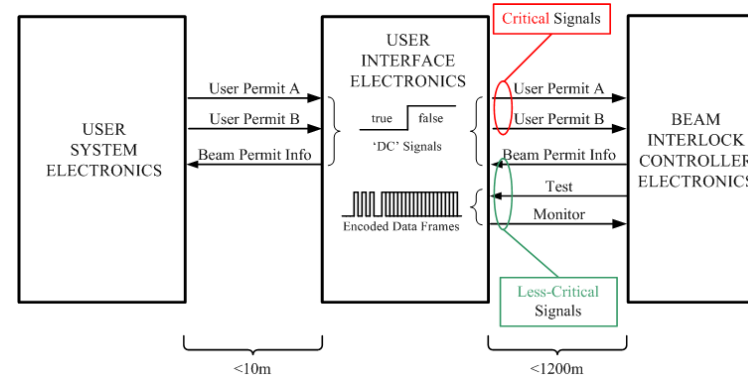 Critical Signals
USER
SYSTEM
ELECTRONICS
User Permit A
User Permit B
Beam Permit Info
USER
INTERFACE
ELECTRONICS
true
false
'DC' Signals
Encoded Data Frames
User Permit A
User Permit B
Beam Permit Info
Test
Monitor
BEAM
INTERLOCK
CONTROLLER
ELECTRONICS
Less-Critical
Signals
<10m
<1200m